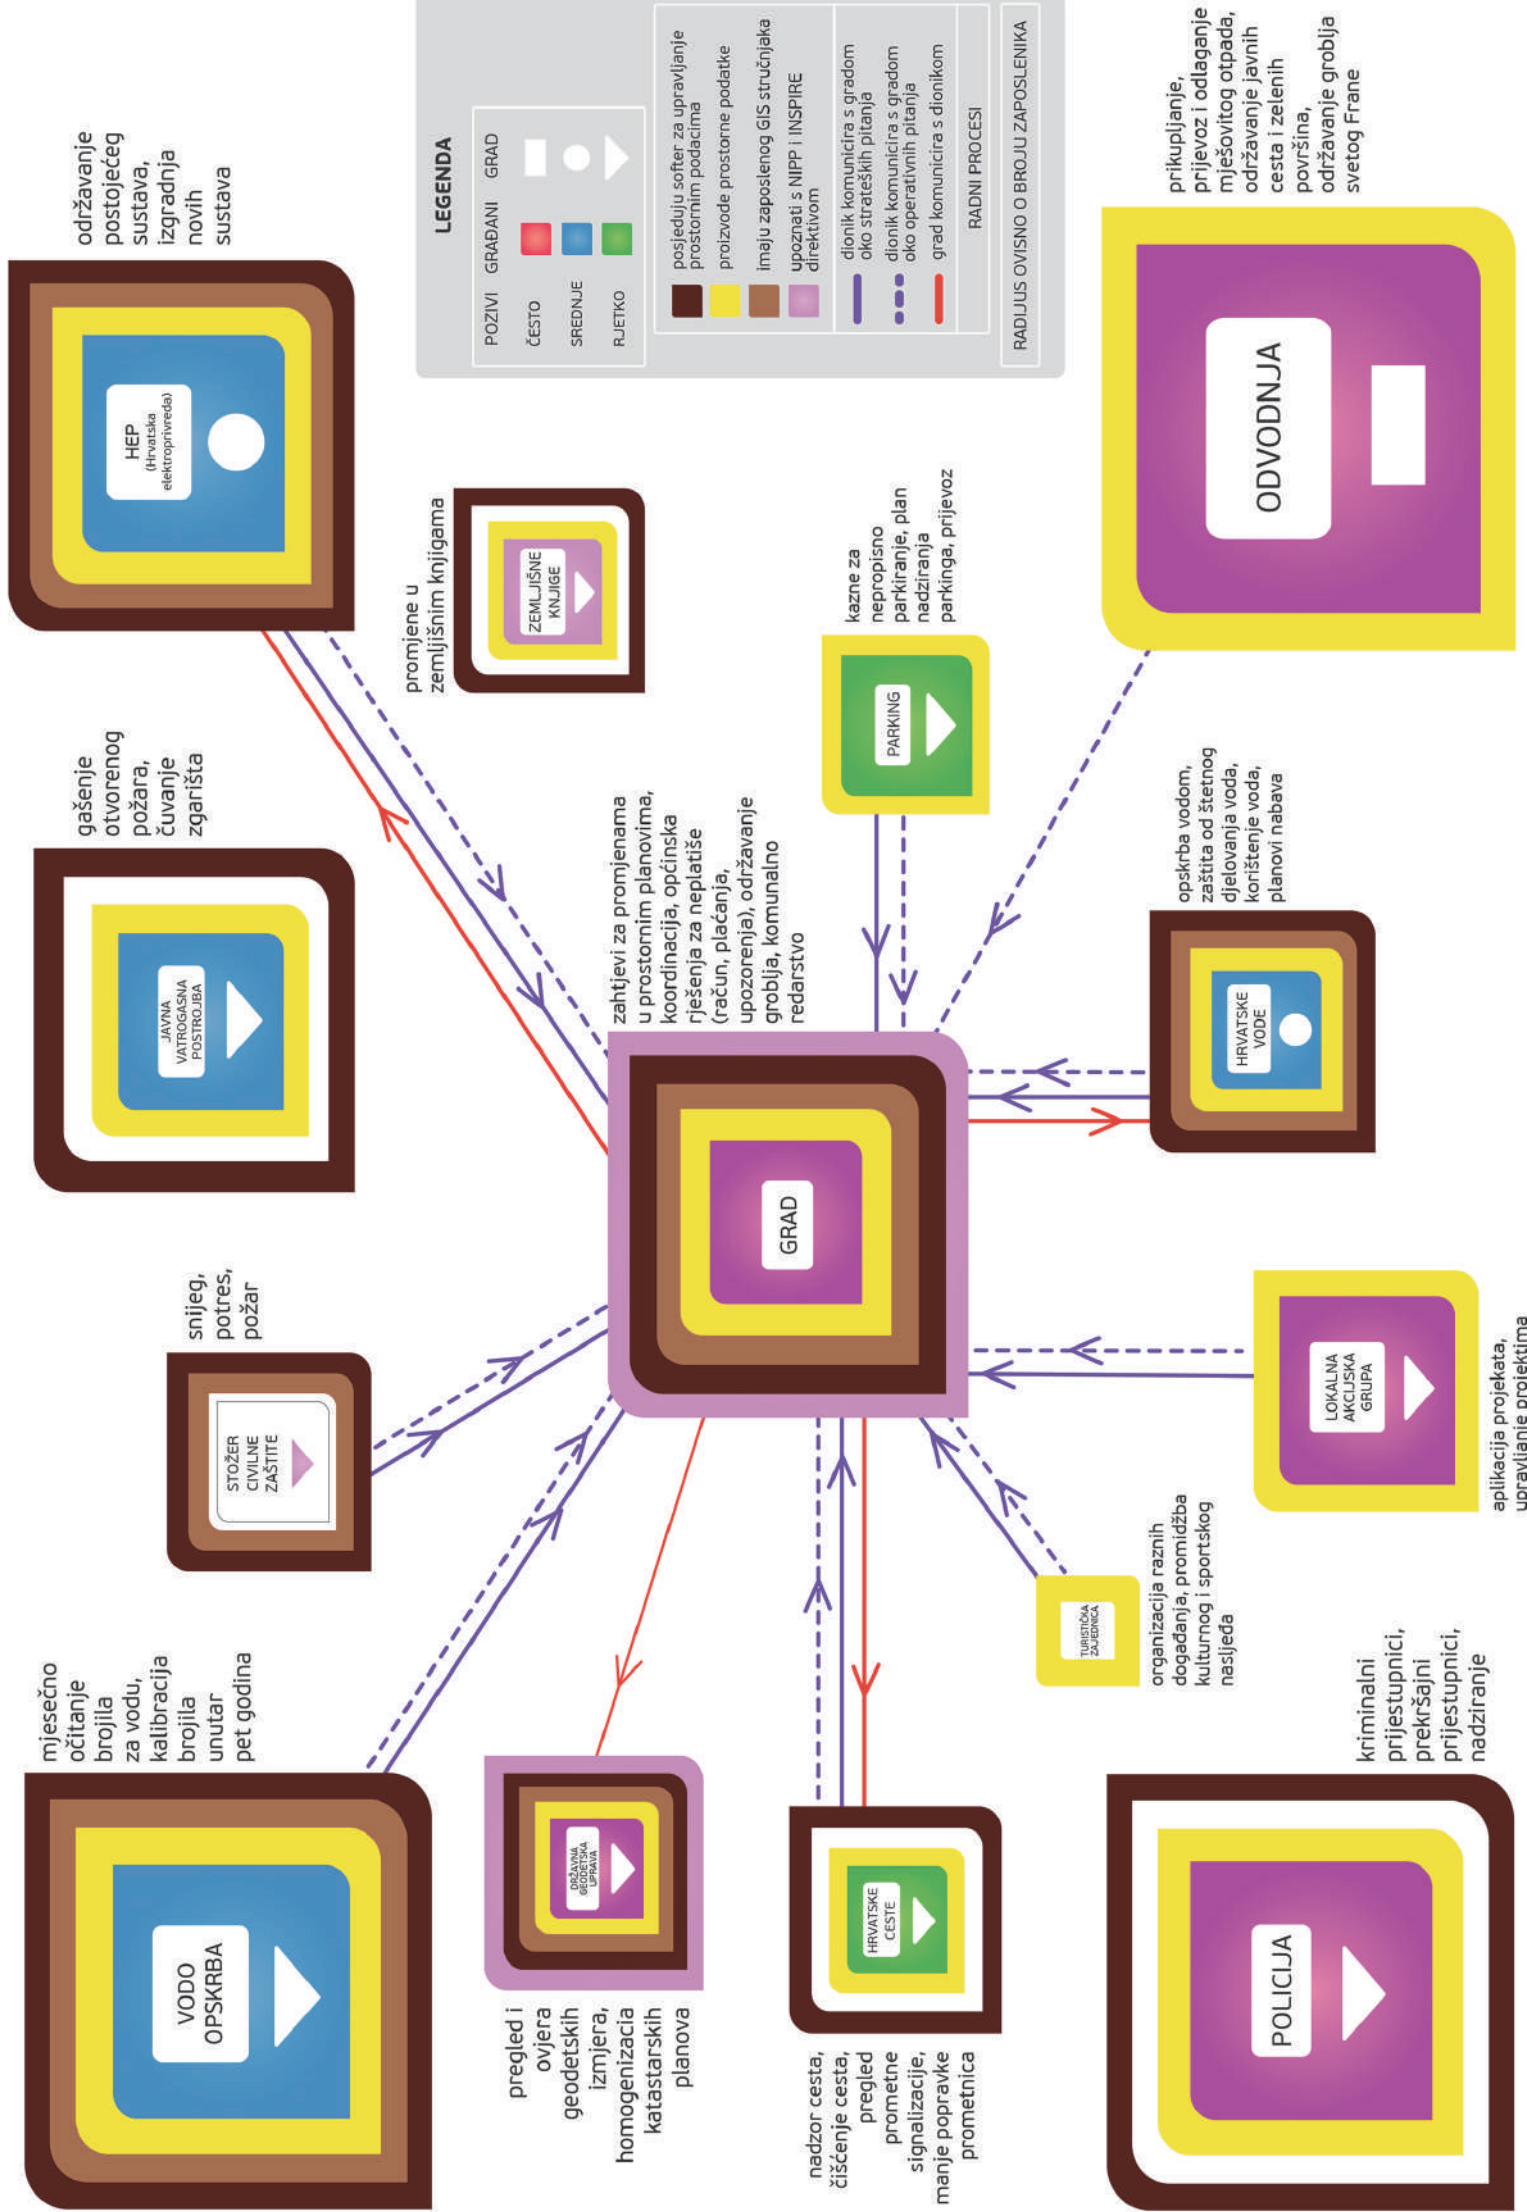 mjesečno
očitanje
brojila
za vodu,
kalibracija
brojila
unutar
pet godina
VODO
OPSKRBA
snijeg,
potres,
požar
STOŽER
CIVILNE
ZAŠTITE
gašenje
otvorenog
požara,
čuvanje
zgarišta
JAVNA
VATROGASNA
POSTROJBA
održavanje
postojećeg
sustava,
izgradnja
novih
sustava
HEP
(Hrvatska
elektroprivreda)
promjene u
zemljišnim knjigama
ZEMLJIŠNE
KNJIGE
LEGENDA
POZIVI GRAĐANI GRAD
ČESTO
SREDNJE
RJETKO
posjeduju softer za upravljanje
prostornim podacima
proizvode prostorne podatke
imaju zaposlenog GIS stručnjaka
upoznati s NIPP i INSPIRE
direktivom
dionik komunicira s gradom
oko strateških pitanja
dionik komunicira s gradom
oko operativnih pitanja
grad komunicira s dionikom
RADNI PROCESI
RADIJUS OVISNO O BROJU ZAPOSLENIKA
pregled i
ovjera
geodetskih
izmjera,
homogenizacia
katastarskih
planova
DRŽAVNA
GEODETSKA
UPRAVA
zahtjevi za promjenama
u prostornim planovima,
koordinacija, općinska
rješenja za neplatiše
(račun, plaćanja,
upozorenja), održavanje
groblja, komunalno
redarstvo
GRAD
kazne za
nepropisno
parkiranje, plan
nadziranja
parkinga, prijevoz
PARKING
nadzor cesta,
čišćenje cesta,
pregled
prometne
signalizacije,
manje popravke
prometnica
HRVATSKE
CESTE
TURISTIČKA
ZAJEDNICA
organizacija raznih
događanja, promidžba
kulturnog i sportskog
nasljeđa
opskrba vodom,
zaštita od štetnog
djelovanja voda,
korištenje voda,
planovi nabava
HRVATSKE
VODE
prikupljanje,
prijevoz i odlaganje
mješovitog otpada,
održavanje javnih
cesta i zelenih
površina,
održavanje groblja
svetog Frane
ODVODNJA
kriminalni
prijestupnici,
prekršajni
prijestupnici,
nadziranje
POLICIJA
LOKALNA
AKCIJSKA
GRUPA
aplikacija projekata,
upravljanje projektima